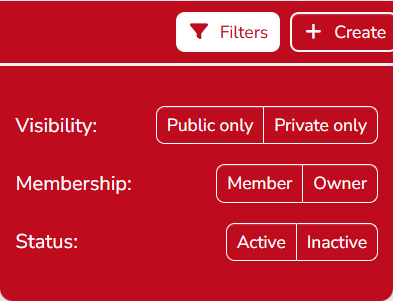 Filters + Create
Visibility: Public only Private only
Membership: Member Owner
Status: Active Inactive